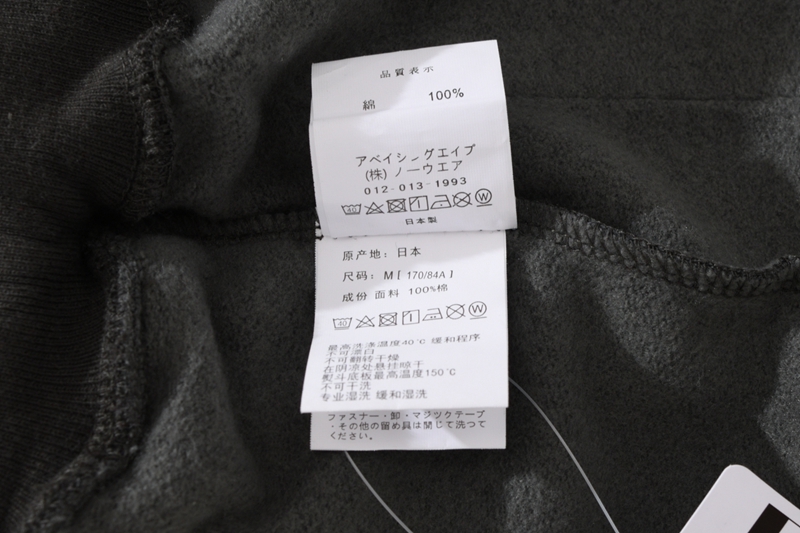 品質表示
綿 100%
アベイシングエイプ
(株) ノーウエア
012-013-1993
40 W
日本製
原产地: 日本
尺码: M [ 170/84A ]
成份 面料 100%棉
40 W
最高洗涤温度40℃ 缓和程序
不可漂白
不可翻转干燥
在阴凉处悬挂晾干
熨斗底板最高温度150℃
不可干洗
专业湿洗 缓和湿洗
ファスナー・卸・マジックテープ
・その他の留め具は閉じて洗って
ください。